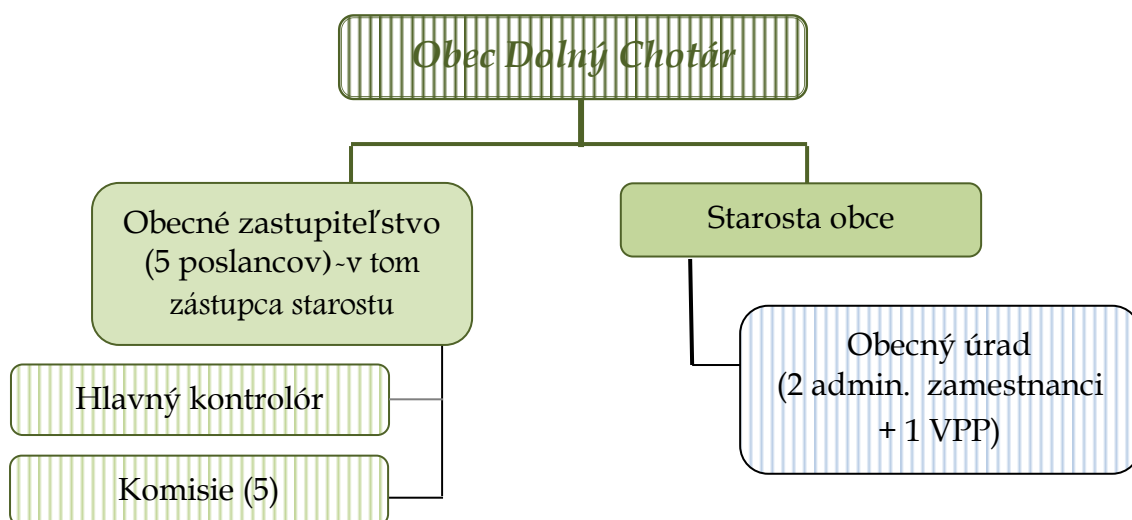 Obec Dolný Chotár
Obecné zastupiteľstvo
(5 poslancov)-v tom
zástupca starostu
Starosta obce
Hlavný kontrolór
Komisie (5)
Obecný úrad
(2 admin. zamestnanci
+ 1 VPP)